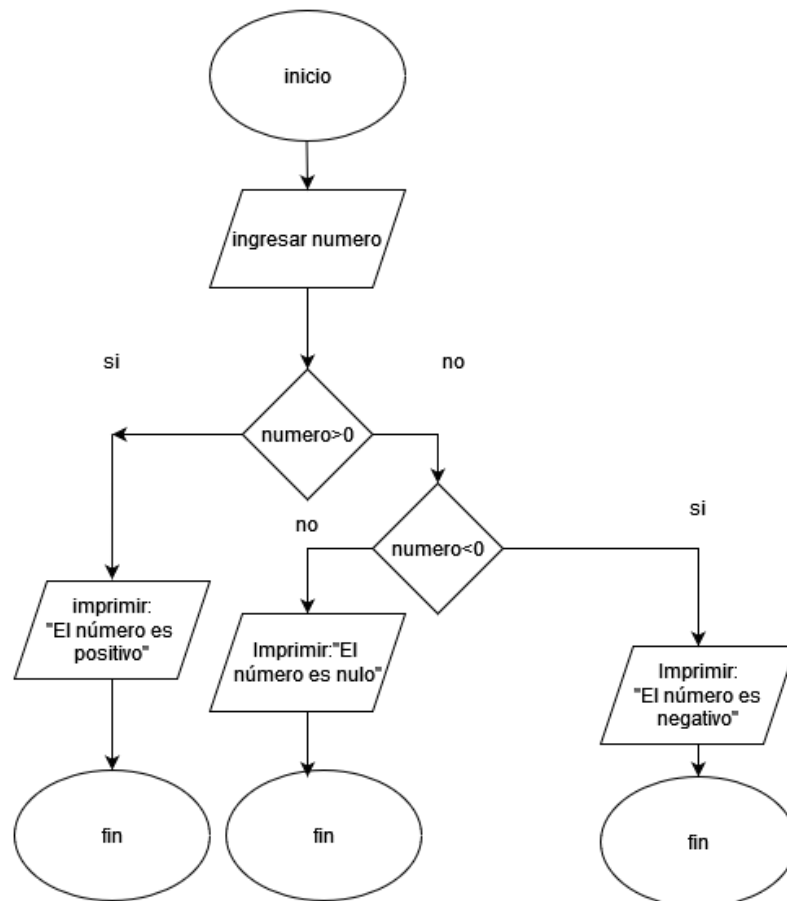 inicio
ingresar numero
si
no
numero>0
no
si
numero<0
imprimir:
"El número es
positivo"
Imprimir:"El
número es nulo"
Imprimir:
"El número es
negativo"
fin
fin
fin